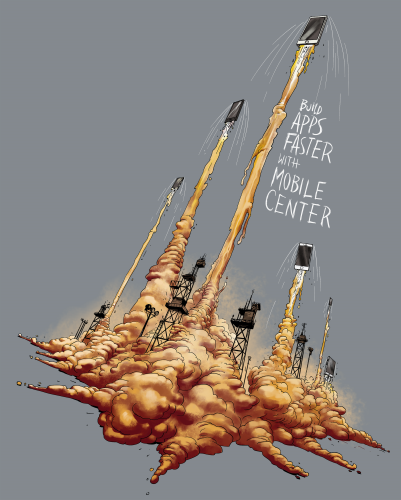 BUILD
APPS
FASTER
WITH
MOBILE
CENTER